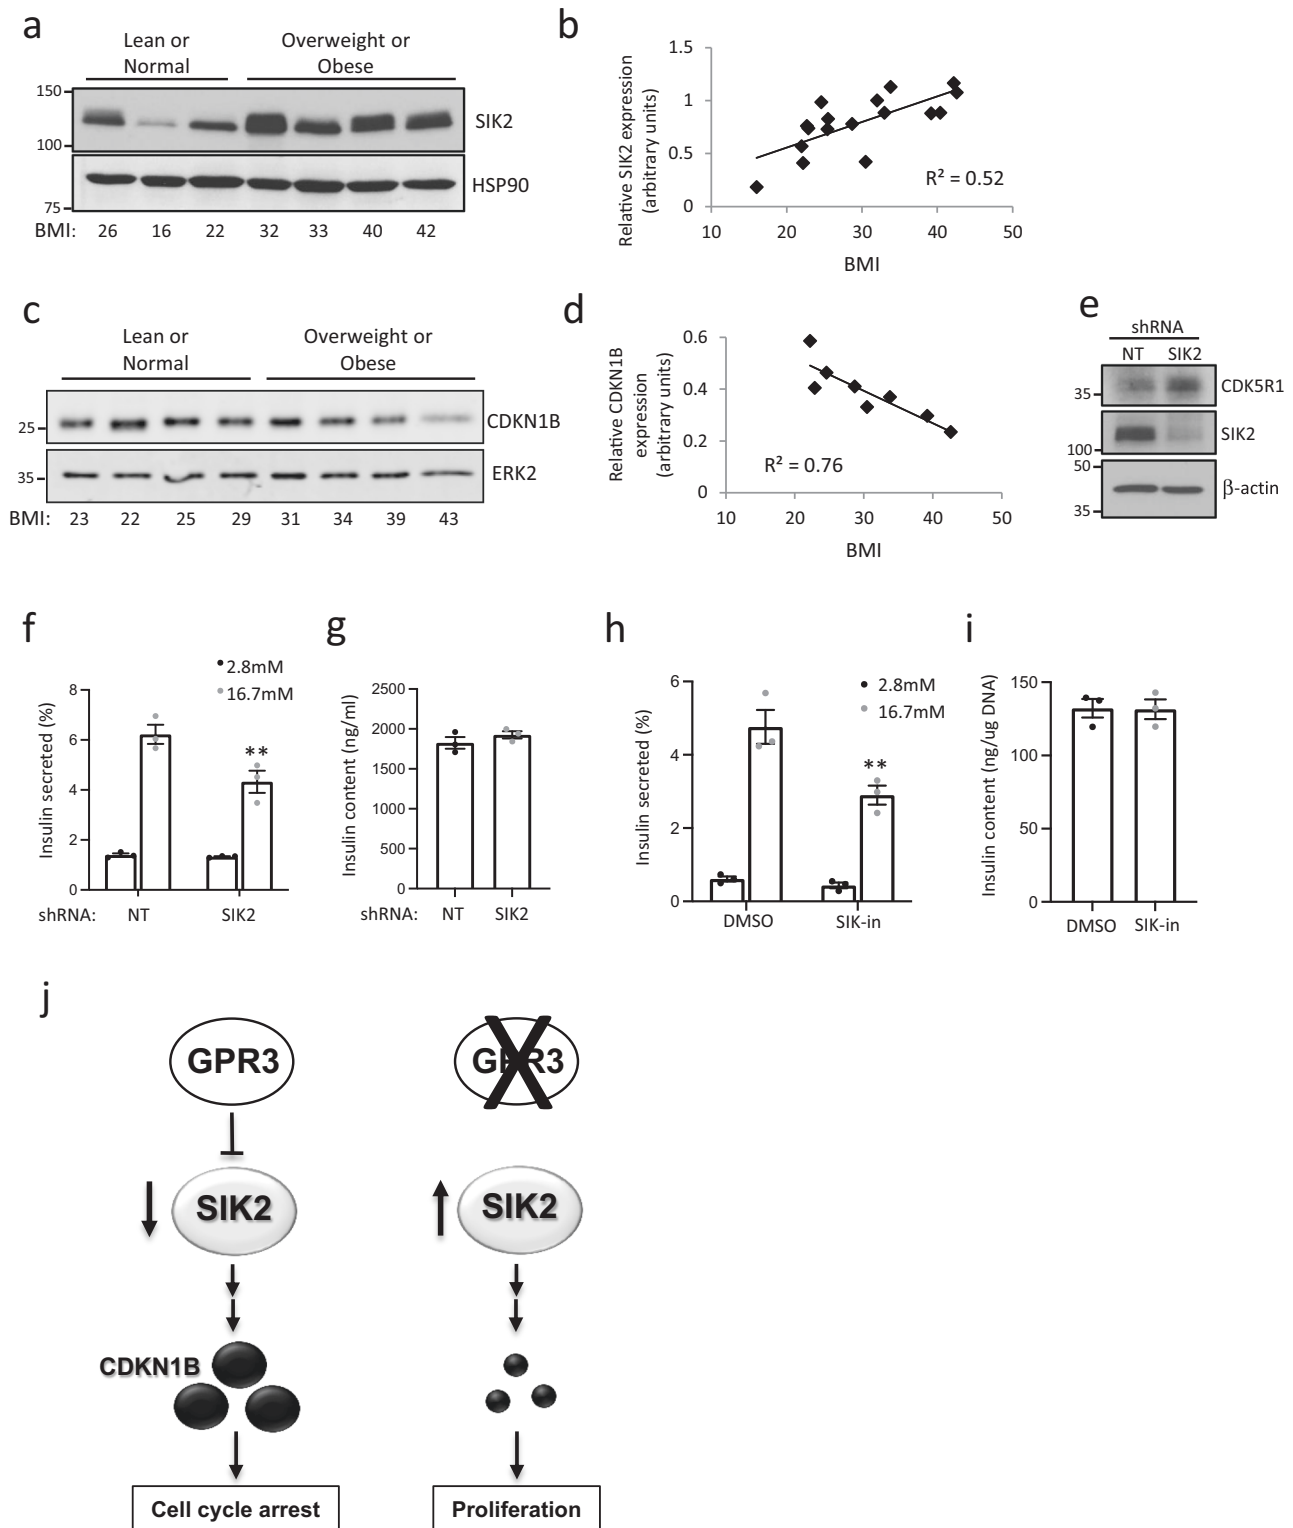 a
Lean or
Normal
Overweight or
Obese
150
100
SIK2
HSP90
75
BMI: 26 16 22 32 33 40 42
b
Relative SIK2 expression
(arbitrary units)
1.5
1
0.5
0
R² = 0.52
10 20 30 40 50
BMI
c
Lean or
Normal
Overweight or
Obese
25
CDKN1B
35
ERK2
BMI: 23 22 25 29 31 34 39 43
d
Relative CDKN1B
expression
(arbitrary units)
0.6
0.4
0.2
0
R² = 0.76
10 20 30 40 50
BMI
e
shRNA
NT SIK2
35
CDK5R1
SIK2
100
50
β-actin
35
f
2.8mM
16.7mM
Insulin secreted (%)
8
6
4
2
0
**
shRNA: NT SIK2
g
Insulin content (ng/ml)
2500
2000
1500
1000
500
0
shRNA: NT SIK2
h
2.8mM
16.7mM
Insulin secreted (%)
6
4
2
0
**
DMSO SIK-in
i
Insulin content (ng/ug DNA)
150
100
50
0
DMSO SIK-in
j
GPR3
GPR3
SIK2
SIK2
CDKN1B
Cell cycle arrest
Proliferation